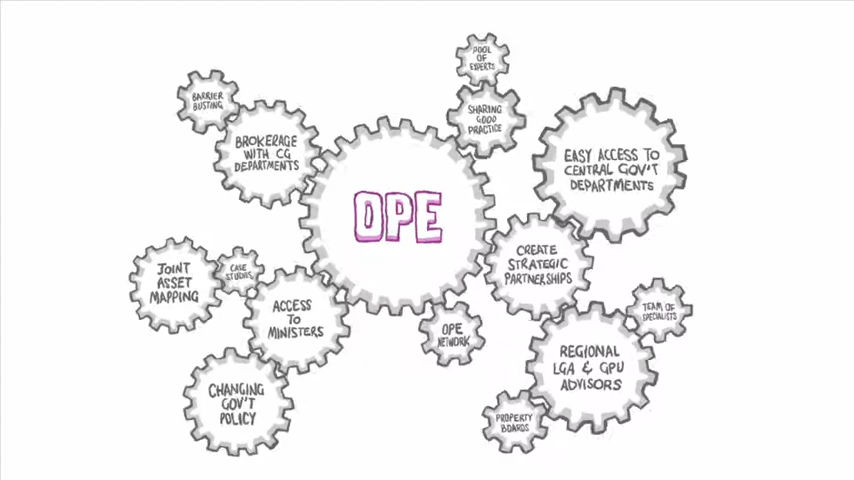 POOL
OF
EXPERTS
BARRIER
BUSTING
SHARING
GOOD
PRACTICE
BROKERAGE
WITH CG
DEPARTMENTS
EASY ACCESS TO
CENTRAL GOV'T
DEPARTMENTS
OPE
CREATE
STRATEGIC
PARTNERSHIPS
JOINT
ASSET
MAPPING
CASE
STUDIES
ACCESS
TO
MINISTERS
OPE
NETWORK
TEAM OF
SPECIALISTS
REGIONAL
LGA & GPU
ADVISORS
CHANGING
GOV'T
POLICY
PROPERTY
BOARDS